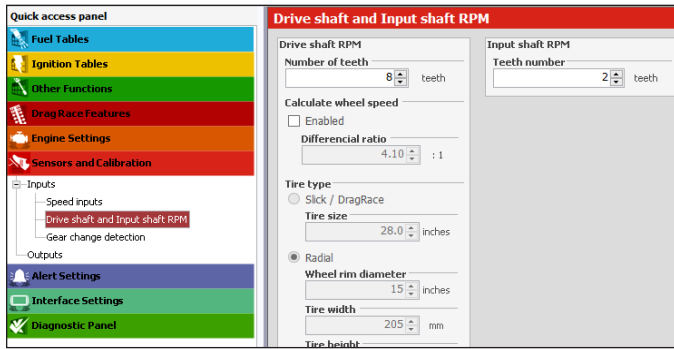 Quick access panel
Fuel Tables
Ignition Tables
Other Functions
Drag Race Features
Engine Settings
Sensors and Calibration
Inputs
Speed inputs
Drive shaft and Input shaft RPM
Gear change detection
Outputs
Alert Settings
Interface Settings
Diagnostic Panel
Drive shaft and Input shaft RPM
Drive shaft RPM
Number of teeth
8 teeth
Calculate wheel speed
Enabled
Differencial ratio
4.10 : 1
Tire type
Slick / DragRace
Tire size
28.0 inches
Radial
Wheel rim diameter
15 inches
Tire width
205 mm
Tire height
Input shaft RPM
Teeth number
2 teeth